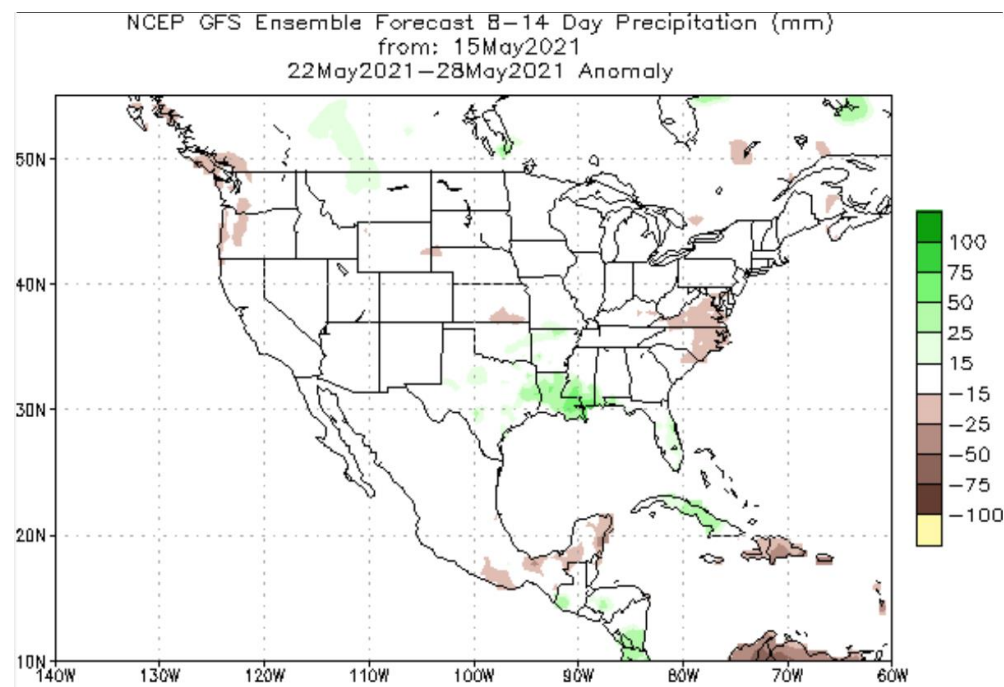 NCEP GFS Ensemble Forecast 8-14 Day Precipitation (mm)
from: 15May2021
22May2021-28May2021 Anomaly
50N
40N
30N
20N
10N
140W 130W 120W 110W 100W 90W 80W 70W 60W
100
75
50
25
15
-15
-25
-50
-75
-100